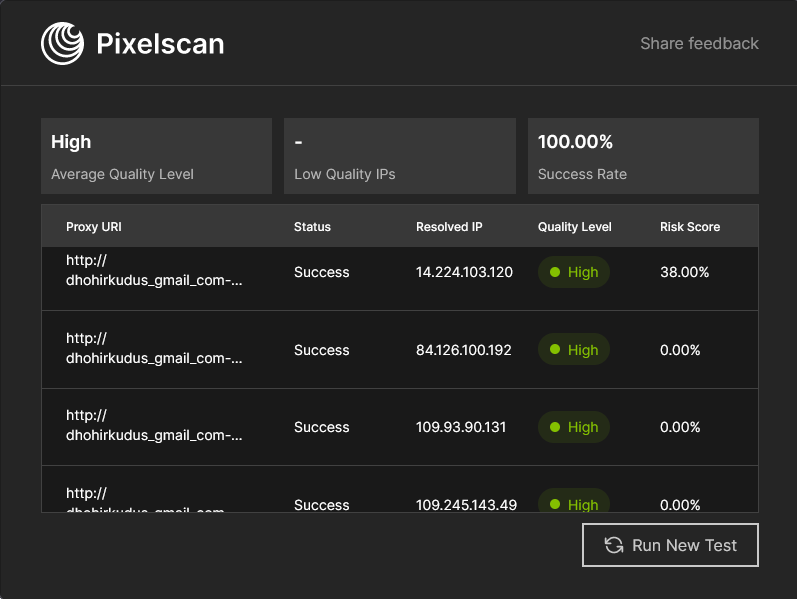 Pixelscan
Share feedback
High
Average Quality Level
-
Low Quality IPs
100.00%
Success Rate
Proxy URI Status Resolved IP Quality Level Risk Score
http://
dhohirkudus_gmail_com-...
Success 14.224.103.120 High 38.00%
http://
dhohirkudus_gmail_com-...
Success 84.126.100.192 High 0.00%
http://
dhohirkudus_gmail_com-...
Success 109.93.90.131 High 0.00%
http://
dhohirkudus_gmail_com-...
Success 109.245.143.49 High 0.00%
Run New Test